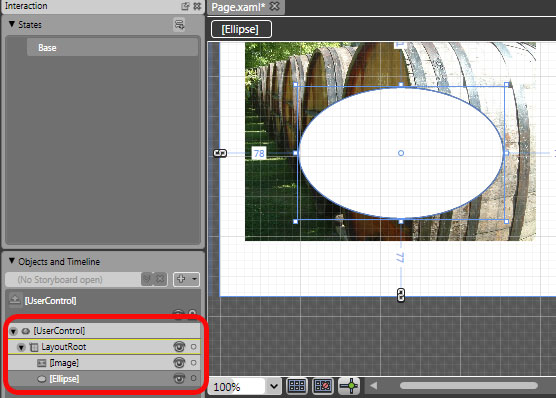 Interaction
Page.xaml*
States
[Ellipse]
Base
78
77
Objects and Timeline
(No Storyboard open)
[UserControl]
[UserControl]
LayoutRoot
[Image]
[Ellipse]
100%